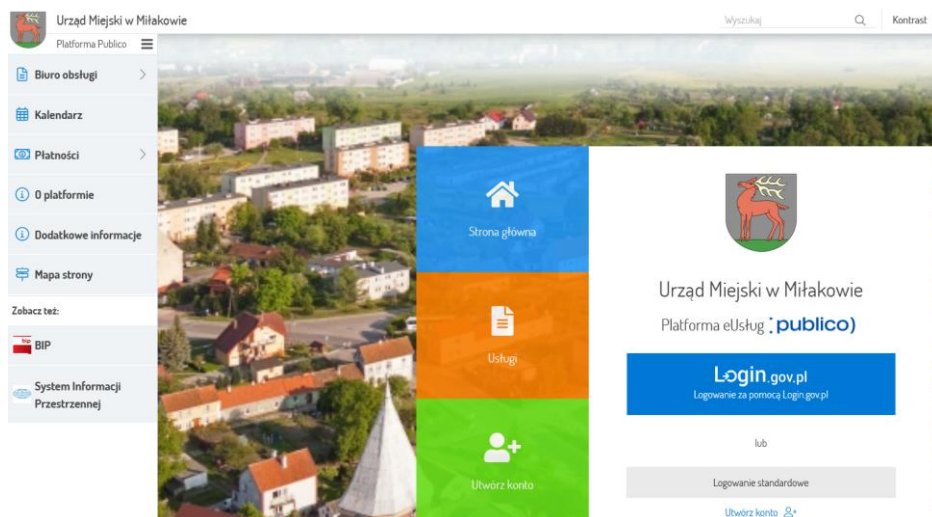 Urząd Miejski w Miłakowie
Wyszukaj
Kontrast
Platforma Publico
Biuro obsługi
Kalendarz
Płatności
O platformie
Dodatkowe informacje
Mapa strony
Zobacz też:
bip
BIP
System Informacji
Przestrzennej
Strona główna
Usługi
Utwórz konto
Urząd Miejski w Miłakowie
Platforma eUsług publico)
Login.gov.pl
Logowanie za pomocą Login.gov.pl
lub
Logowanie standardowe
Utwórz konto